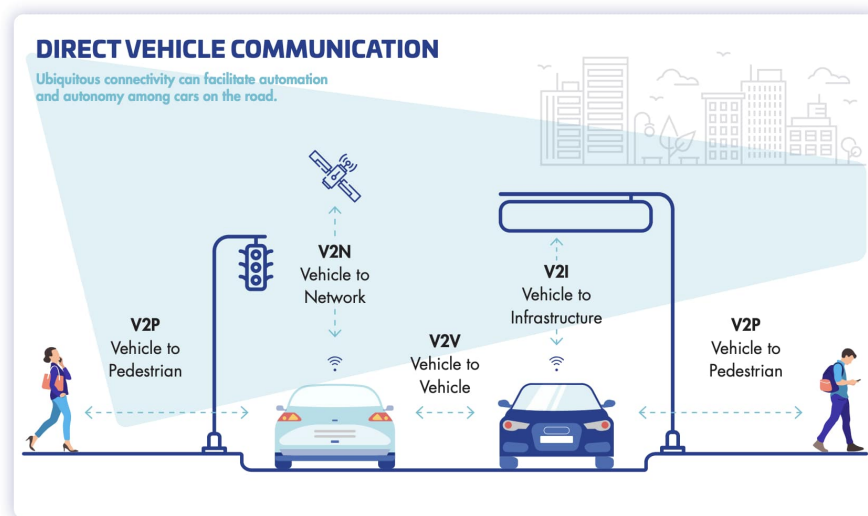 DIRECT VEHICLE COMMUNICATION
Ubiquitous connectivity can facilitate automation
and autonomy among cars on the road.
V2N
Vehicle to
Network
V2I
Vehicle to
Infrastructure
V2P
Vehicle to
Pedestrian
V2V
Vehicle to
Vehicle
V2P
Vehicle to
Pedestrian